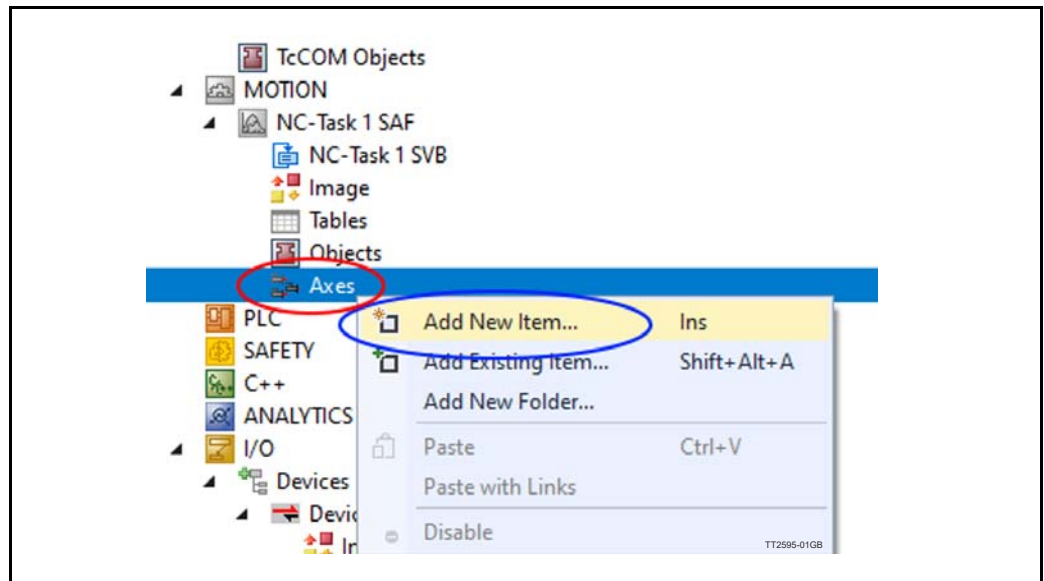 TcCOM Objects
MOTION
NC-Task 1 SAF
NC-Task 1 SVB
Image
Tables
Objects
Axes
PLC
SAFETY
C++
ANALYTICS
I/O
Devices
Add New Item... Ins
Add Existing Item... Shift+Alt+A
Add New Folder...
Paste Ctrl+V
Paste with Links
Disable
TT2595-01GB